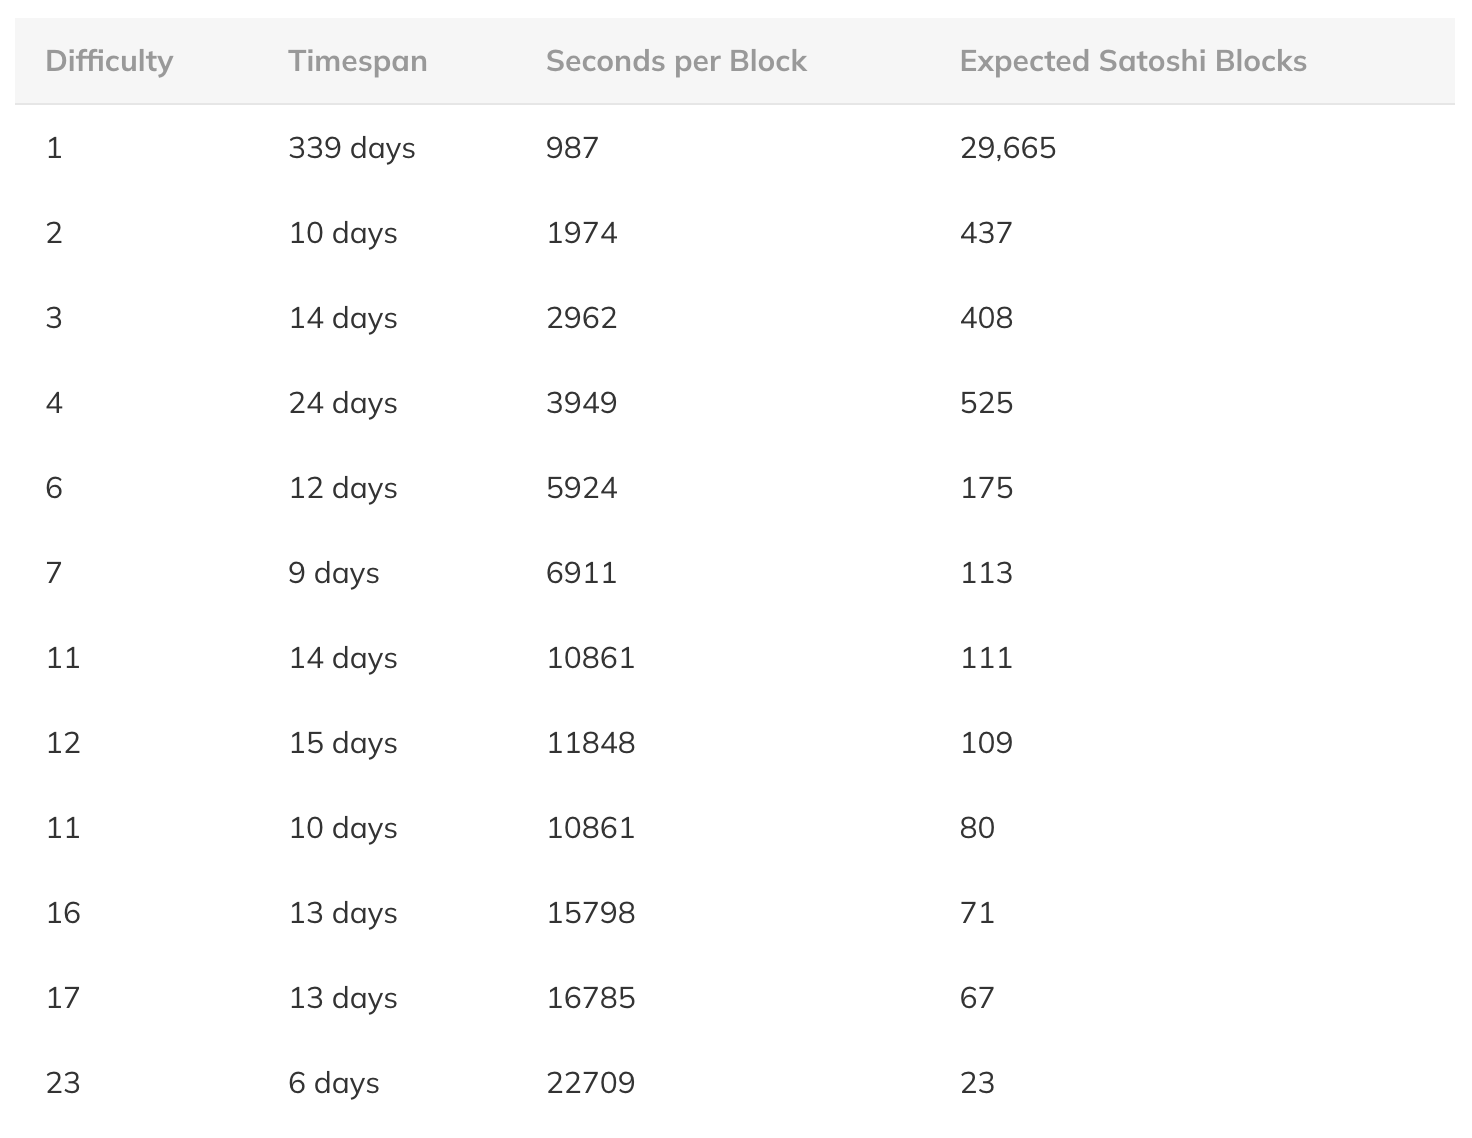 Difficulty Timespan Seconds per Block Expected Satoshi Blocks
1 339 days 987 29,665
2 10 days 1974 437
3 14 days 2962 408
4 24 days 3949 525
6 12 days 5924 175
7 9 days 6911 113
11 14 days 10861 111
12 15 days 11848 109
11 10 days 10861 80
16 13 days 15798 71
17 13 days 16785 67
23 6 days 22709 23